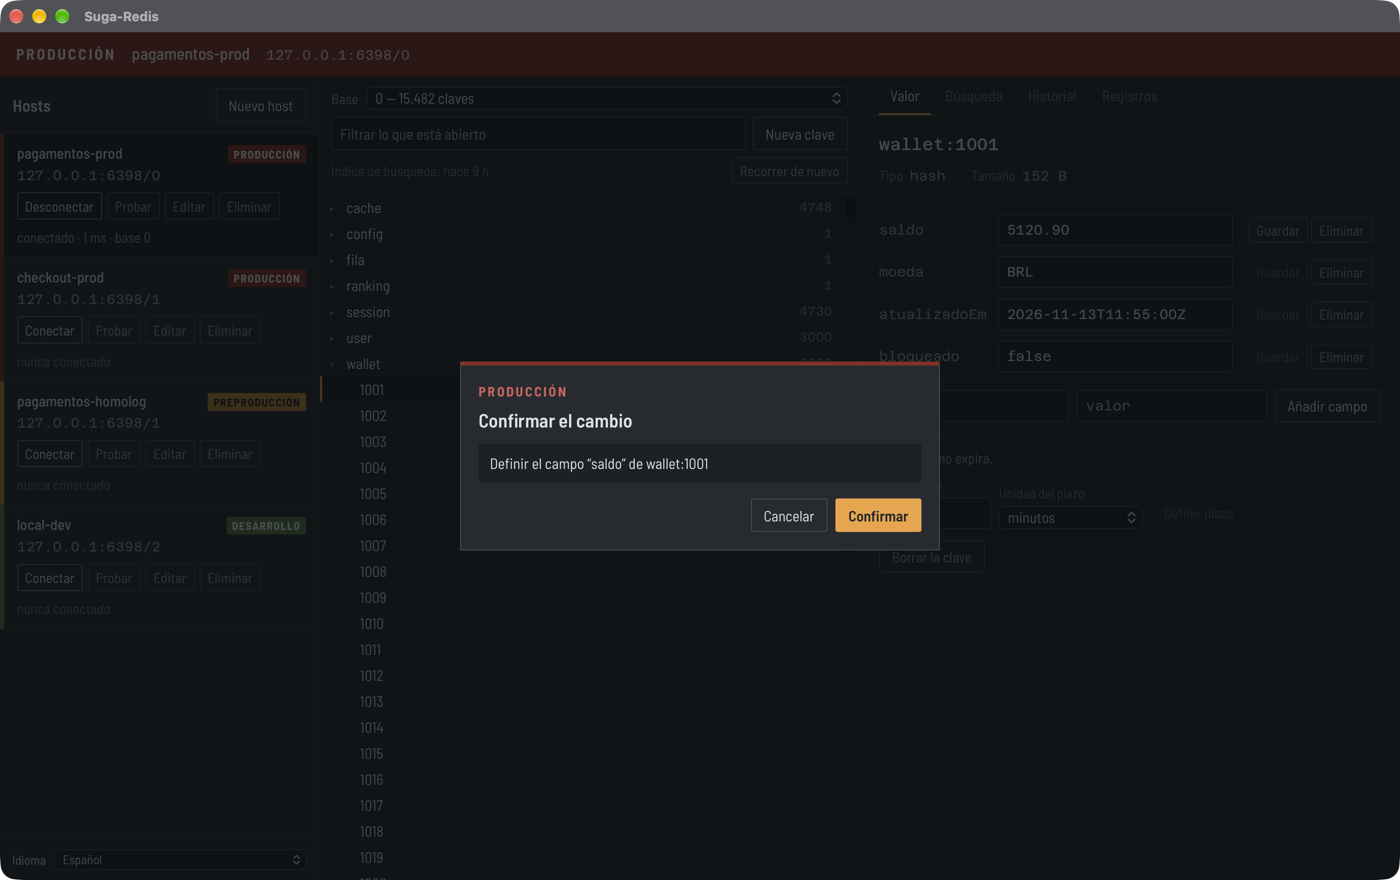 Suga-Redis
PRODUCCIÓN pagamentos-prod 127.0.0.1:6398/0
Hosts
Nuevo host
pagamentos-prod
PRODUCCIÓN
127.0.0.1:6398/0
Desconectar Probar Editar Eliminar
conectado · 1 ms · base 0
checkout-prod
PRODUCCIÓN
127.0.0.1:6398/1
Conectar Probar Editar Eliminar
nunca conectado
pagamentos-homolog
PREPRODUCCIÓN
127.0.0.1:6398/1
Conectar Probar Editar Eliminar
nunca conectado
local-dev
DESARROLLO
127.0.0.1:6398/2
Conectar Probar Editar Eliminar
nunca conectado
Idioma Español
Base 0 — 15.482 claves
Filtrar lo que está abierto
Nueva clave
Índice de búsqueda: hace 9 h
Recorrer de nuevo
cache 4748
config 1
fila 1
ranking 1
session 4730
user 3000
wallet
1001
1002
1003
1004
1005
1006
1007
1008
1009
1010
1011
1012
1013
1014
1015
1016
1017
1018
1019
Valor Búsqueda Historial Registros
wallet:1001
Tipo hash Tamaño 152 B
saldo 5120.90 Guardar Eliminar
moeda BRL Guardar Eliminar
atualizadoEm 2026-11-13T11:55:00Z Guardar Eliminar
bloqueado false Guardar Eliminar
valor Añadir campo
no expira.
Unidad del plazo
minutos
Definir plazo
Borrar la clave
PRODUCCIÓN
Confirmar el cambio
Definir el campo “saldo” de wallet:1001
Cancelar Confirmar